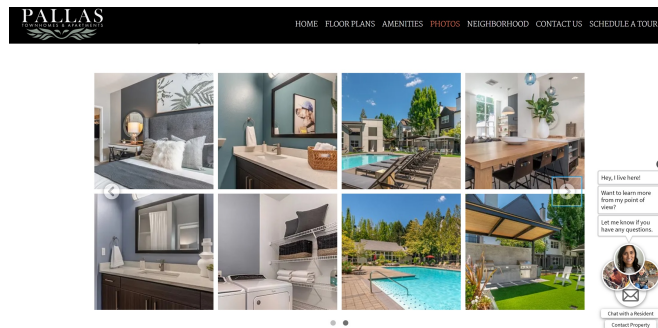 PALLAS
TOWNHOMES & APARTMENTS
HOME FLOOR PLANS AMENITIES PHOTOS NEIGHBORHOOD CONTACT US SCHEDULE A TOUR
Hey, I live here!
Want to learn more
from my point of
view?
Let me know if you
have any questions.
Chat with a Resident
Contact Property